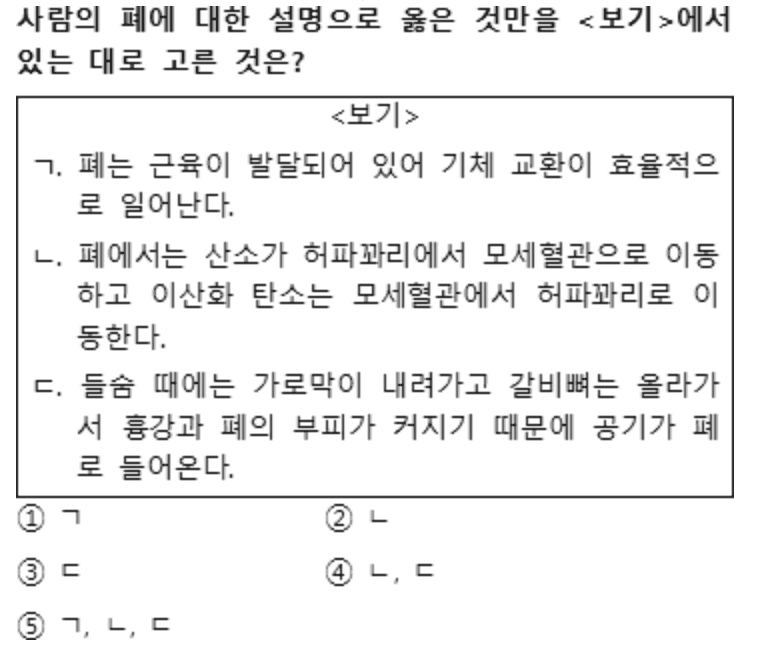 사람의 폐에 대한 설명으로 옳은 것만을 <보기>에서
있는 대로 고른 것은?
<보기>
ㄱ. 폐는 근육이 발달되어 있어 기체 교환이 효율적으
로 일어난다.
ㄴ. 폐에서는 산소가 허파꽈리에서 모세혈관으로 이동
하고 이산화 탄소는 모세혈관에서 허파꽈리로 이
동한다.
ㄷ. 들숨 때에는 가로막이 내려가고 갈비뼈는 올라가
서 흉강과 폐의 부피가 커지기 때문에 공기가 폐
로 들어온다.
① ㄱ ② ㄴ
③ ㄷ ④ ㄴ, ㄷ
⑤ ㄱ, ㄴ, ㄷ